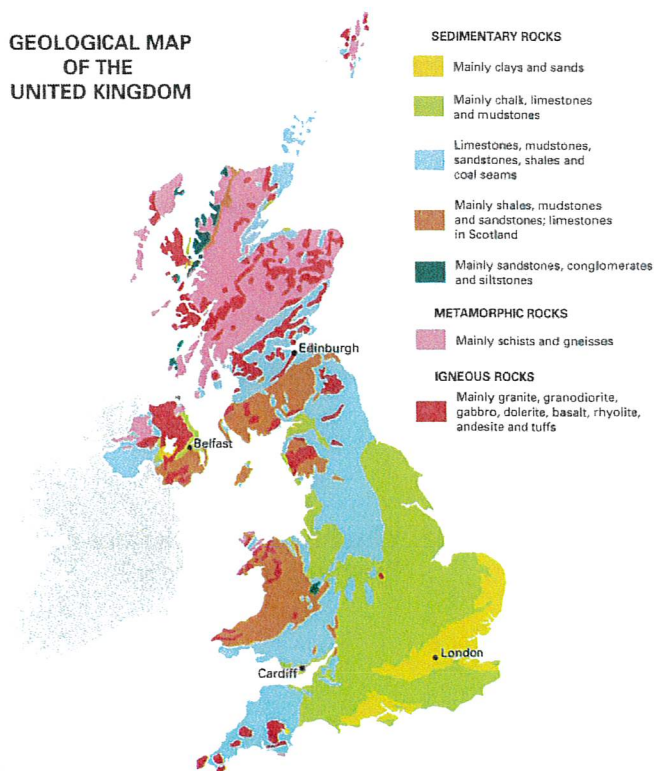 GEOLOGICAL MAP
OF THE
UNITED KINGDOM
SEDIMENTARY ROCKS
Mainly clays and sands
Mainly chalk, limestones
and mudstones
Limestones, mudstones,
sandstones, shales and
coal seams
Mainly shales, mudstones
and sandstones; limestones
in Scotland
Mainly sandstones, conglomerates
and siltstones
METAMORPHIC ROCKS
Mainly schists and gneisses
IGNEOUS ROCKS
Mainly granite, granodiorite,
gabbro, dolerite, basalt, rhyolite,
andesite and tuffs
Edinburgh
Belfast
London
Cardiff